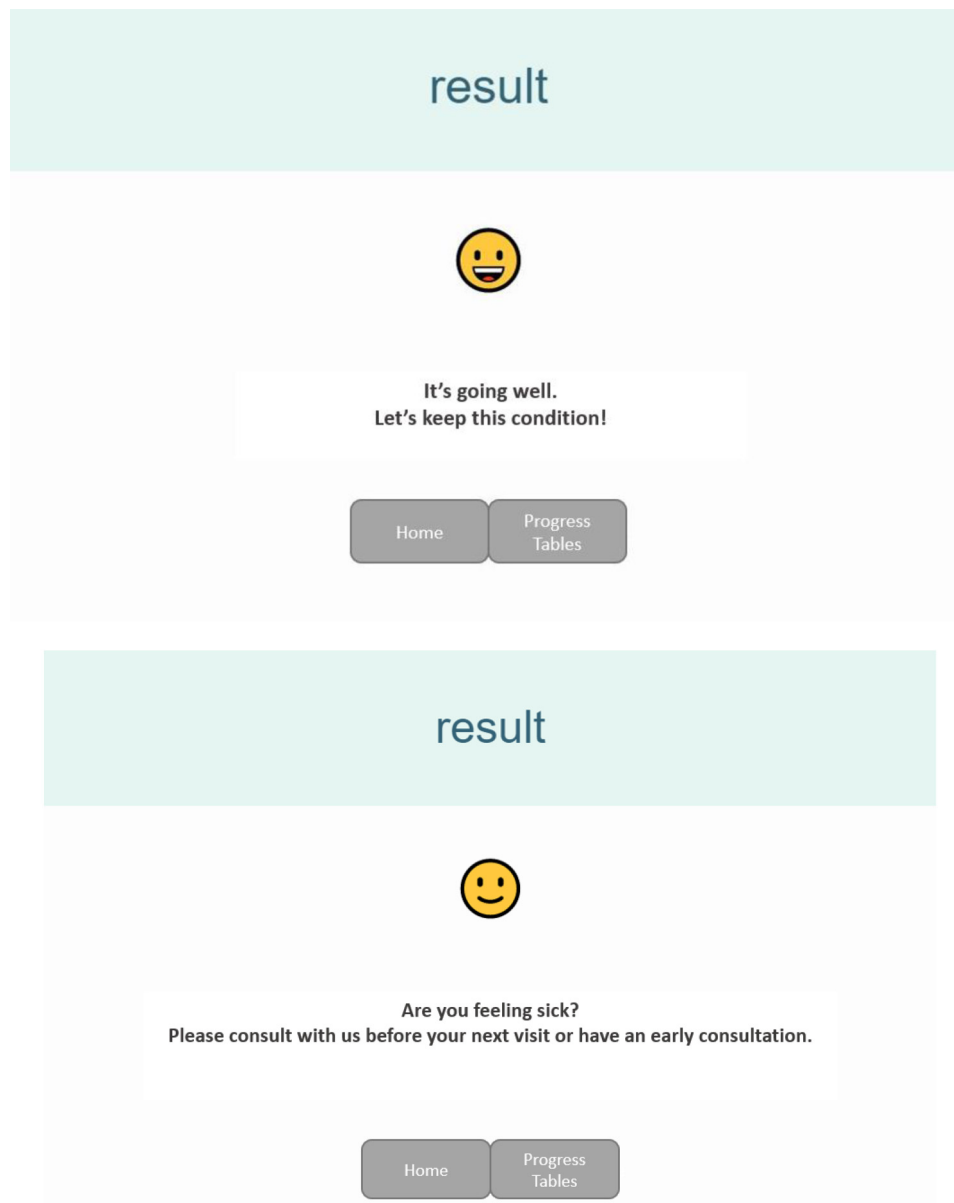 result
It’s going well.
Let’s keep this condition!
Home
Progress
Tables
result
Are you feeling sick?
Please consult with us before your next visit or have an early consultation.
Home
Progress
Tables